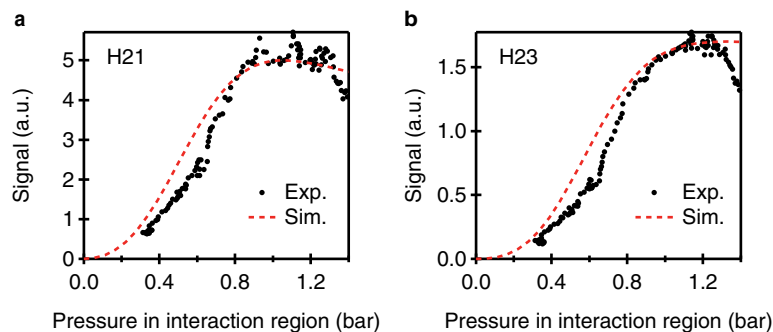 a
H21
Signal (a.u.)
5
4
3
2
1
0
Exp.
Sim.
0.0 0.4 0.8 1.2
Pressure in interaction region (bar)
b
H23
Signal (a.u.)
1.5
1.0
0.5
0.0
Exp.
Sim.
0.0 0.4 0.8 1.2
Pressure in interaction region (bar)